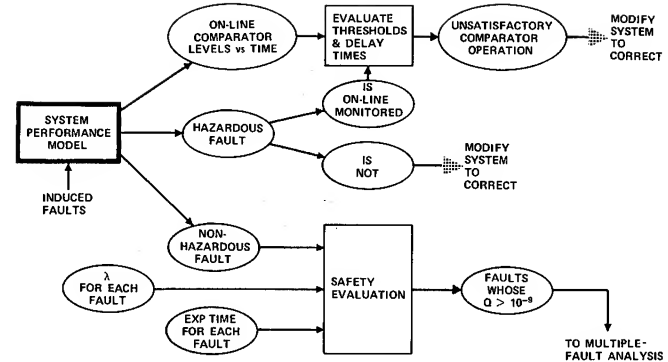 ON-LINE
COMPARATOR
LEVELS vs TIME
EVALUATE
THRESHOLDS
& DELAY
TIMES
UNSATISFACTORY
COMPARATOR
OPERATION
MODIFY
SYSTEM
TO
CORRECT
SYSTEM
PERFORMANCE
MODEL
INDUCED
FAULTS
HAZARDOUS
FAULT
IS
ON-LINE
MONITORED
IS
NOT
MODIFY
SYSTEM
TO
CORRECT
NON-
HAZARDOUS
FAULT
λ
FOR EACH
FAULT
EXP TIME
FOR EACH
FAULT
SAFETY
EVALUATION
FAULTS
WHOSE
Q > 10⁻⁹
TO MULTIPLE-
FAULT ANALYSIS